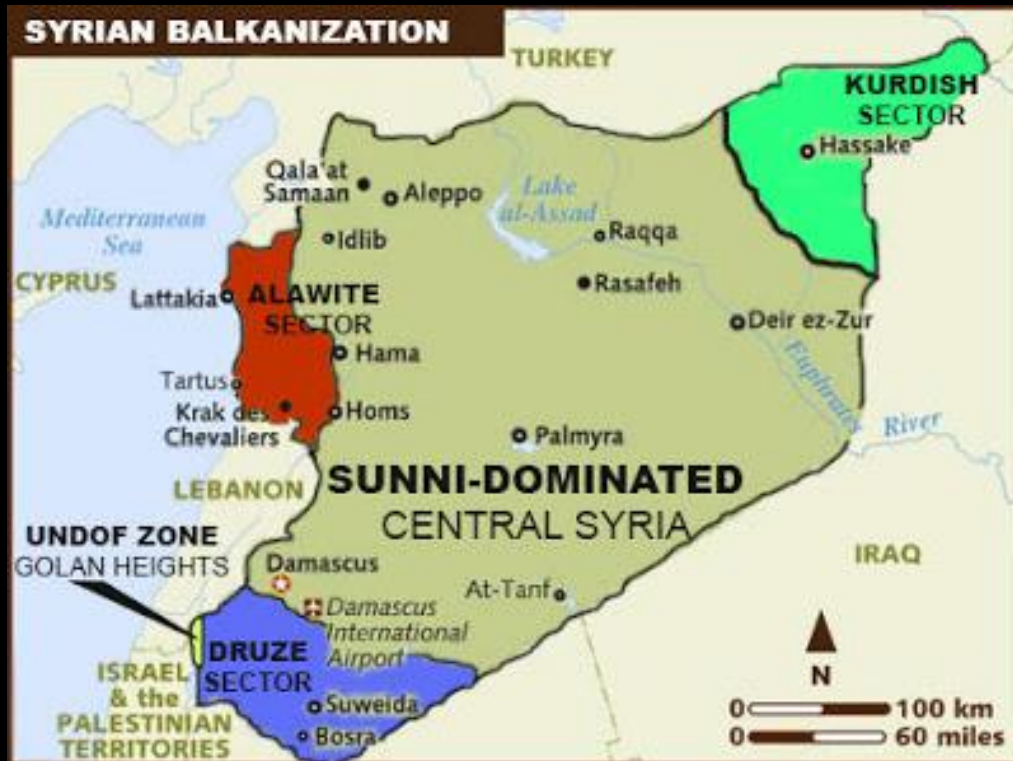 SYRIAN BALKANIZATION
TURKEY
KURDISH
SECTOR
Hassake
Qala'at
Samaan
Aleppo
Lake
al-Assad
Mediterranean
Sea
Idlib
Raqqa
CYPRUS
Rasafeh
Lattakia
ALAWITE
SECTOR
Deir ez-Zur
Hama
Euphrates
River
Tartus
Krak des
Chevaliers
Homs
Palmyra
LEBANON
SUNNI-DOMINATED
CENTRAL SYRIA
UNDOF ZONE
GOLAN HEIGHTS
IRAQ
Damascus
At-Tanf
Damascus
International
Airport
DRUZE
SECTOR
ISRAEL
& the
PALESTINIAN
TERRITORIES
Suweida
Bosra
N
0 100 km
0 60 miles